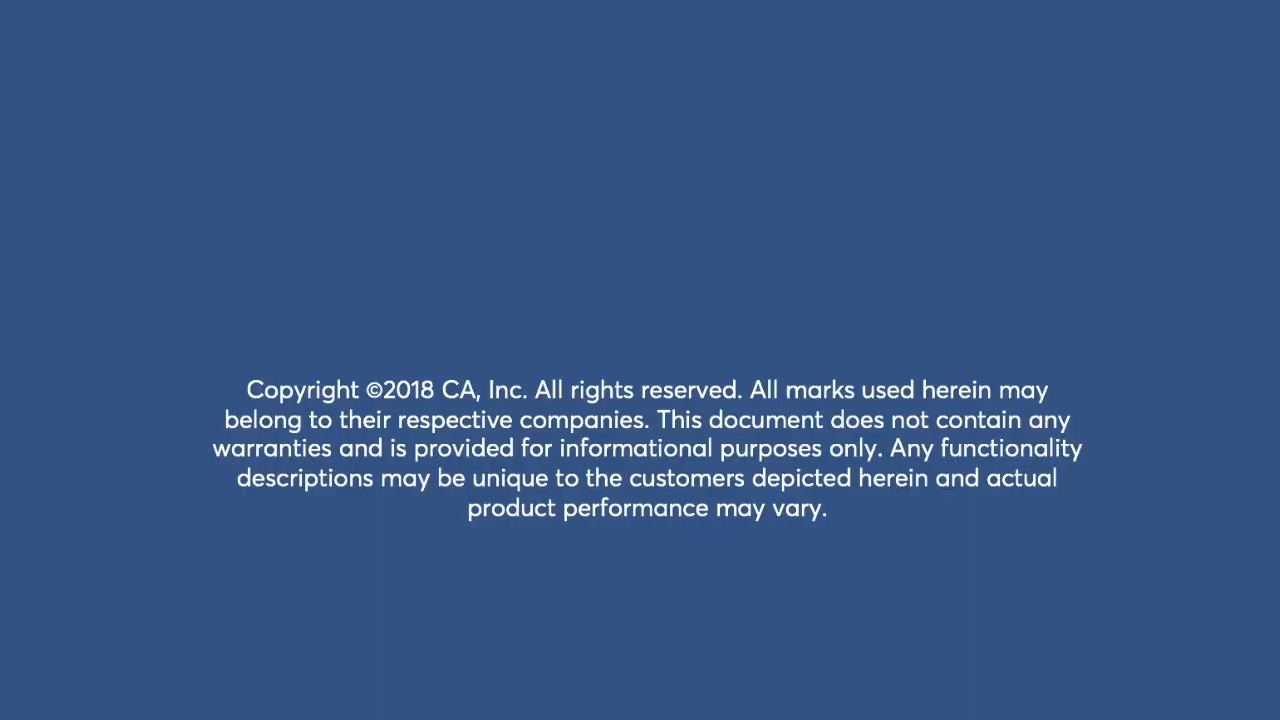 Copyright ©2018 CA, Inc. All rights reserved. All marks used herein may
belong to their respective companies. This document does not contain any
warranties and is provided for informational purposes only. Any functionality
descriptions may be unique to the customers depicted herein and actual
product performance may vary.